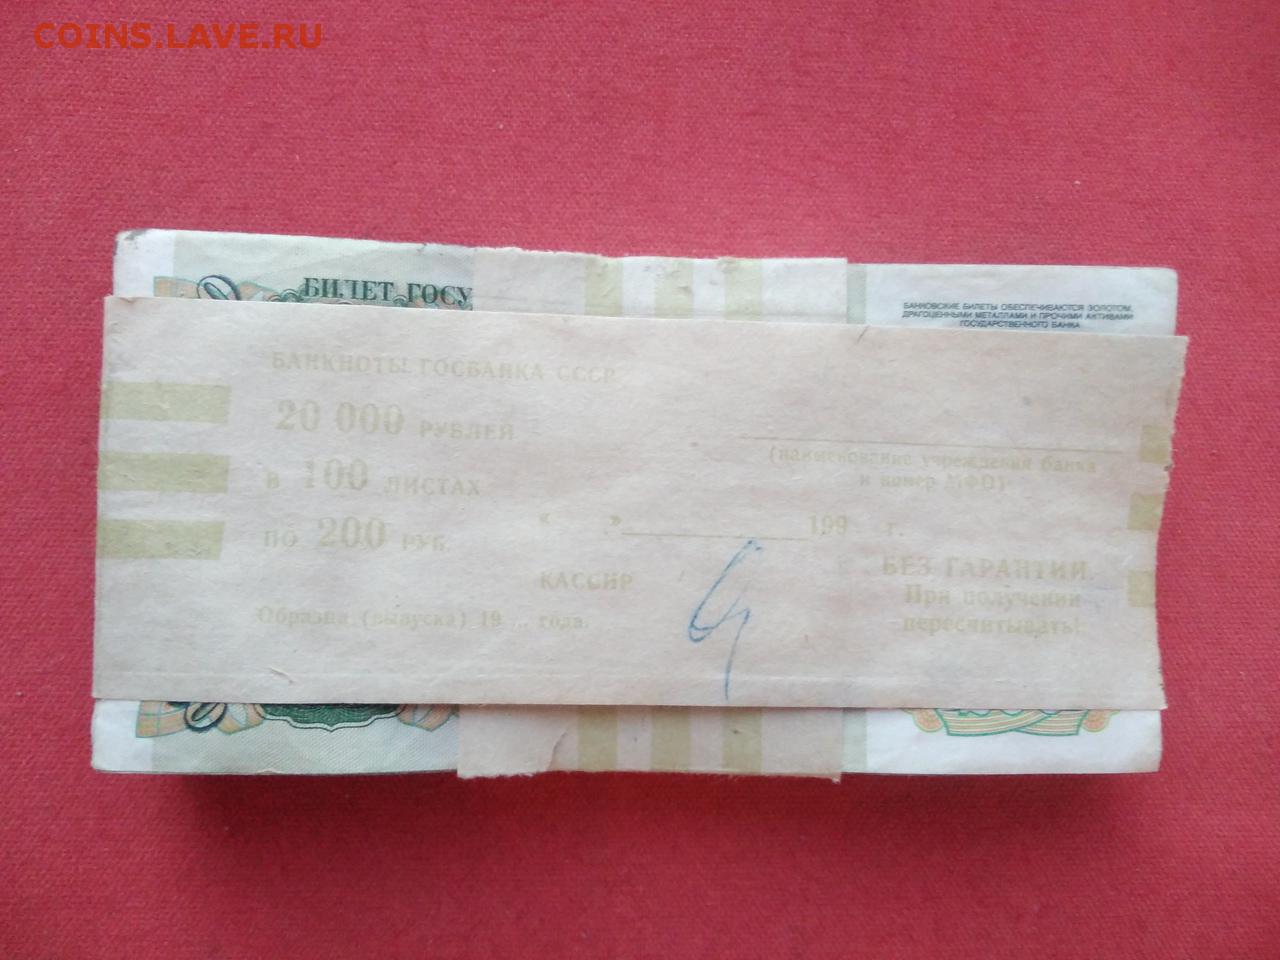 COINS.LAVE.RU
БИЛЕТ ГОСУ
БАНКОВСКИЕ БИЛЕТЫ ОБЕСПЕЧИВАЮТСЯ ЗОЛОТОМ,
ДРАГОЦЕННЫМИ МЕТАЛЛАМИ И ПРОЧИМИ АКТИВАМИ
ГОСУДАРСТВЕННОГО БАНКА
БАНКНОТЫ ГОСБАНКА СССР
20 000 РУБЛЕЙ
в 100 ЛИСТАХ
ПО 200 РУБ.
(наименование учреждения банка
и номер МФО)
« » 199 г.
КАССИР
Образца (выпуска) 19 .. года.
БЕЗ ГАРАНТИИ.
При получении
пересчитывать!